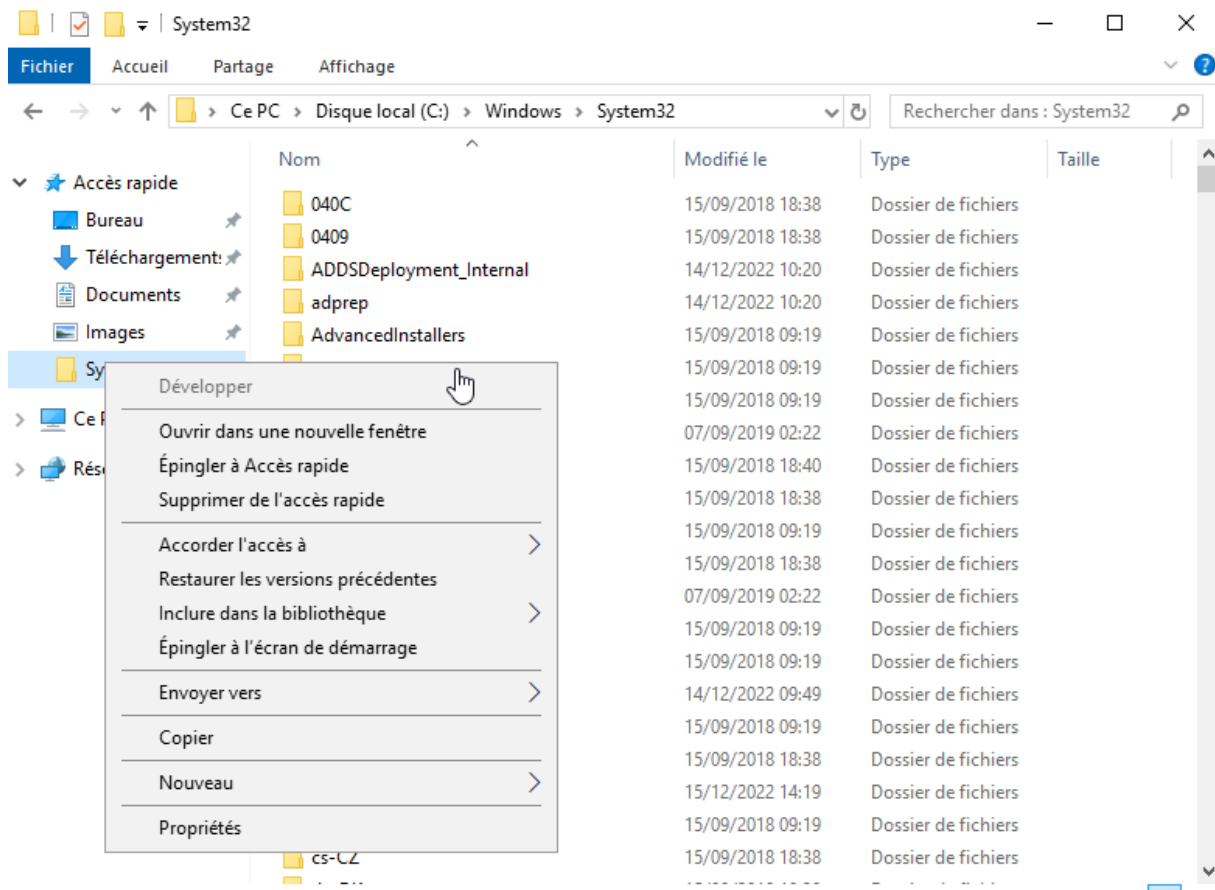 System32
Fichier Accueil Partage Affichage
Ce PC > Disque local (C:) > Windows > System32
Rechercher dans : System32
Nom Modifié le Type Taille
Accès rapide
Bureau
Téléchargements
Documents
Images
Sy
Ce P
Rése
040C 15/09/2018 18:38 Dossier de fichiers
0409 15/09/2018 18:38 Dossier de fichiers
ADDSDeployment_Internal 14/12/2022 10:20 Dossier de fichiers
adprep 14/12/2022 10:20 Dossier de fichiers
AdvancedInstallers 15/09/2018 09:19 Dossier de fichiers
15/09/2018 09:19 Dossier de fichiers
15/09/2018 09:19 Dossier de fichiers
07/09/2019 02:22 Dossier de fichiers
15/09/2018 18:40 Dossier de fichiers
15/09/2018 18:38 Dossier de fichiers
15/09/2018 09:19 Dossier de fichiers
15/09/2018 18:38 Dossier de fichiers
07/09/2019 02:22 Dossier de fichiers
15/09/2018 09:19 Dossier de fichiers
15/09/2018 09:19 Dossier de fichiers
14/12/2022 09:49 Dossier de fichiers
15/09/2018 09:19 Dossier de fichiers
15/09/2018 18:38 Dossier de fichiers
15/12/2022 14:19 Dossier de fichiers
15/09/2018 09:19 Dossier de fichiers
cs-CZ 15/09/2018 18:38 Dossier de fichiers
Développer
Ouvrir dans une nouvelle fenêtre
Épingler à Accès rapide
Supprimer de l'accès rapide
Accorder l'accès à
Restaurer les versions précédentes
Inclure dans la bibliothèque
Épingler à l'écran de démarrage
Envoyer vers
Copier
Nouveau
Propriétés